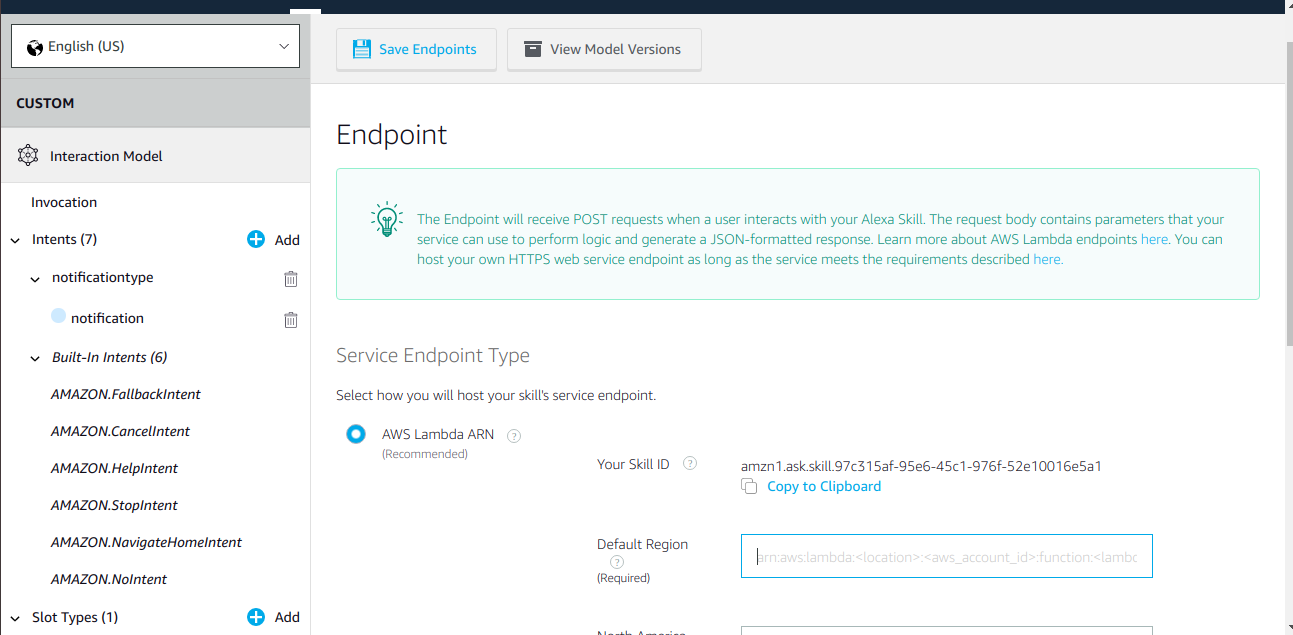 English (US)
Save Endpoints
View Model Versions
CUSTOM
Interaction Model
Invocation
Intents (7)
Add
notificationtype
notification
Built-In Intents (6)
AMAZON.FallbackIntent
AMAZON.CancelIntent
AMAZON.HelpIntent
AMAZON.StopIntent
AMAZON.NavigateHomeIntent
AMAZON.NoIntent
Slot Types (1)
Add
Endpoint
The Endpoint will receive POST requests when a user interacts with your Alexa Skill. The request body contains parameters that your
service can use to perform logic and generate a JSON-formatted response. Learn more about AWS Lambda endpoints here. You can
host your own HTTPS web service endpoint as long as the service meets the requirements described here.
Service Endpoint Type
Select how you will host your skill's service endpoint.
AWS Lambda ARN ?
(Recommended)
Your Skill ID ?
amzn1.ask.skill.97c315af-95e6-45c1-976f-52e10016e5a1
Copy to Clipboard
Default Region
?
(Required)
arn:aws:lambda:<location>:<aws_account_id>:function:<lambd
North America